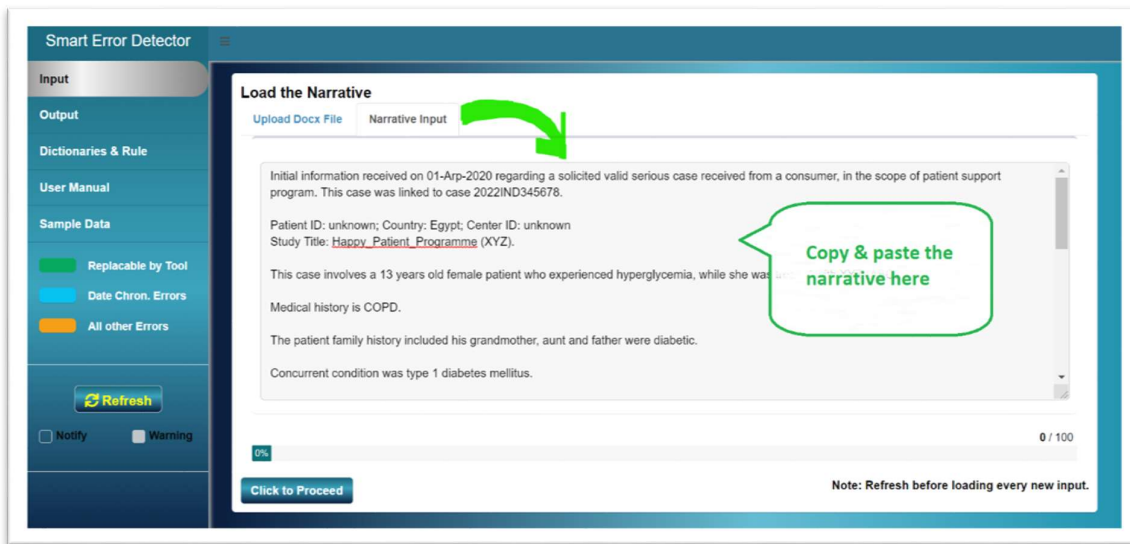 Smart Error Detector
Input
Output
Dictionaries & Rule
User Manual
Sample Data
Replacable by Tool
Date Chron. Errors
All other Errors
Refresh
Notify
Warning
Load the Narrative
Upload Docx File
Narrative Input
Initial information received on 01-Arp-2020 regarding a solicited valid serious case received from a consumer, in the scope of patient support
program. This case was linked to case 2022IND345678.
Patient ID: unknown; Country: Egypt; Center ID: unknown
Study Title: Happy_Patient_Programme (XYZ).
This case involves a 13 years old female patient who experienced hyperglycemia, while she was
Medical history is COPD.
The patient family history included his grandmother, aunt and father were diabetic.
Concurrent condition was type 1 diabetes mellitus.
Copy & paste the
narrative here
0 / 100
0%
Click to Proceed
Note: Refresh before loading every new input.